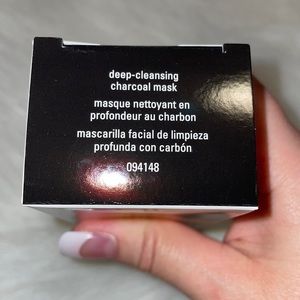 deep-cleansing
charcoal mask
masque nettoyant en
profondeur au charbon
mascarilla facial de limpieza
profunda con carbón
094148